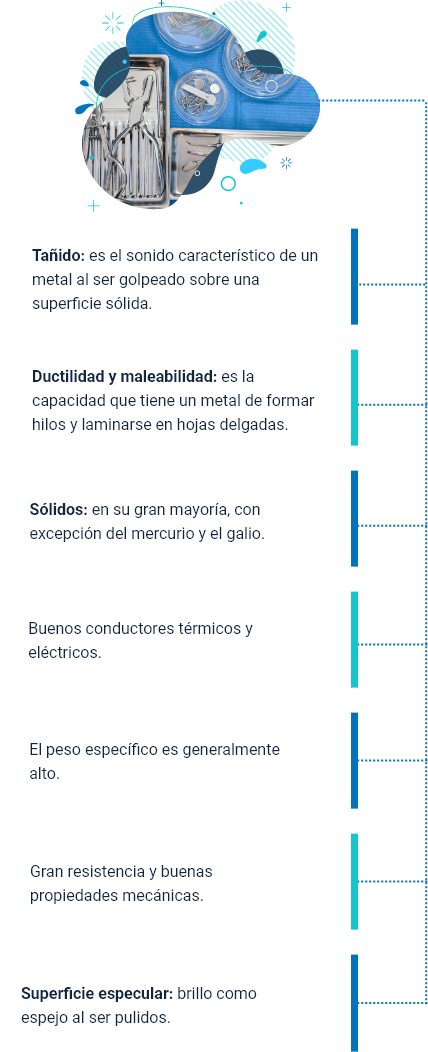 Tañido: es el sonido característico de un
metal al ser golpeado sobre una
superficie sólida.
Ductilidad y maleabilidad: es la
capacidad que tiene un metal de formar
hilos y laminarse en hojas delgadas.
Sólidos: en su gran mayoría, con
excepción del mercurio y el galio.
Buenos conductores térmicos y
eléctricos.
El peso específico es generalmente
alto.
Gran resistencia y buenas
propiedades mecánicas.
Superficie especular: brillo como
espejo al ser pulidos.